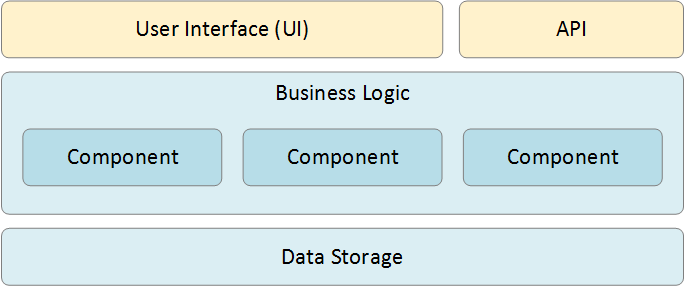 User Interface (UI)
API
Business Logic
Component
Component
Component
Data Storage